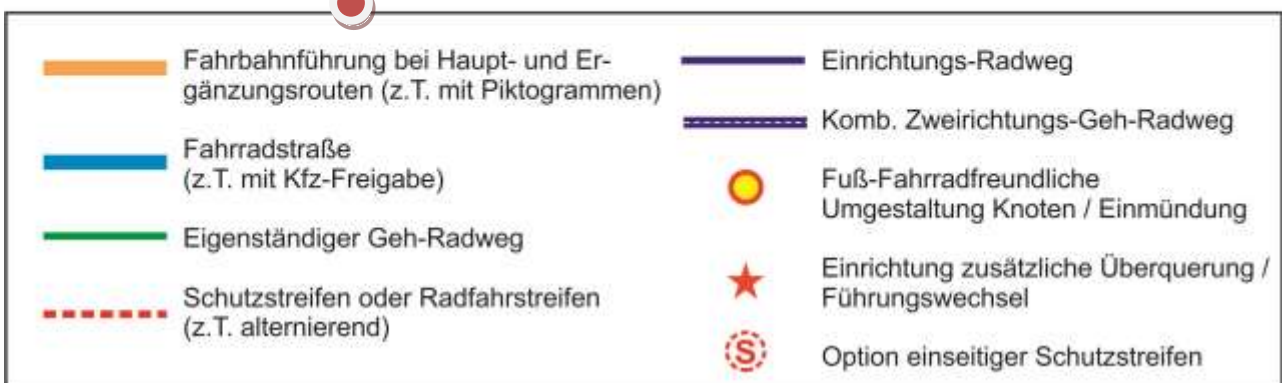 Fahrbahnführung bei Haupt- und Er-
gänzungsrouten (z.T. mit Piktogrammen)
Fahrradstraße
(z.T. mit Kfz-Freigabe)
Eigenständiger Geh-Radweg
Schutzstreifen oder Radfahrstreifen
(z.T. alternierend)
Einrichtungs-Radweg
Komb. Zweirichtungs-Geh-Radweg
Fuß-Fahrradfreundliche
Umgestaltung Knoten / Einmündung
Einrichtung zusätzliche Überquerung /
Führungswechsel
S
Option einseitiger Schutzstreifen